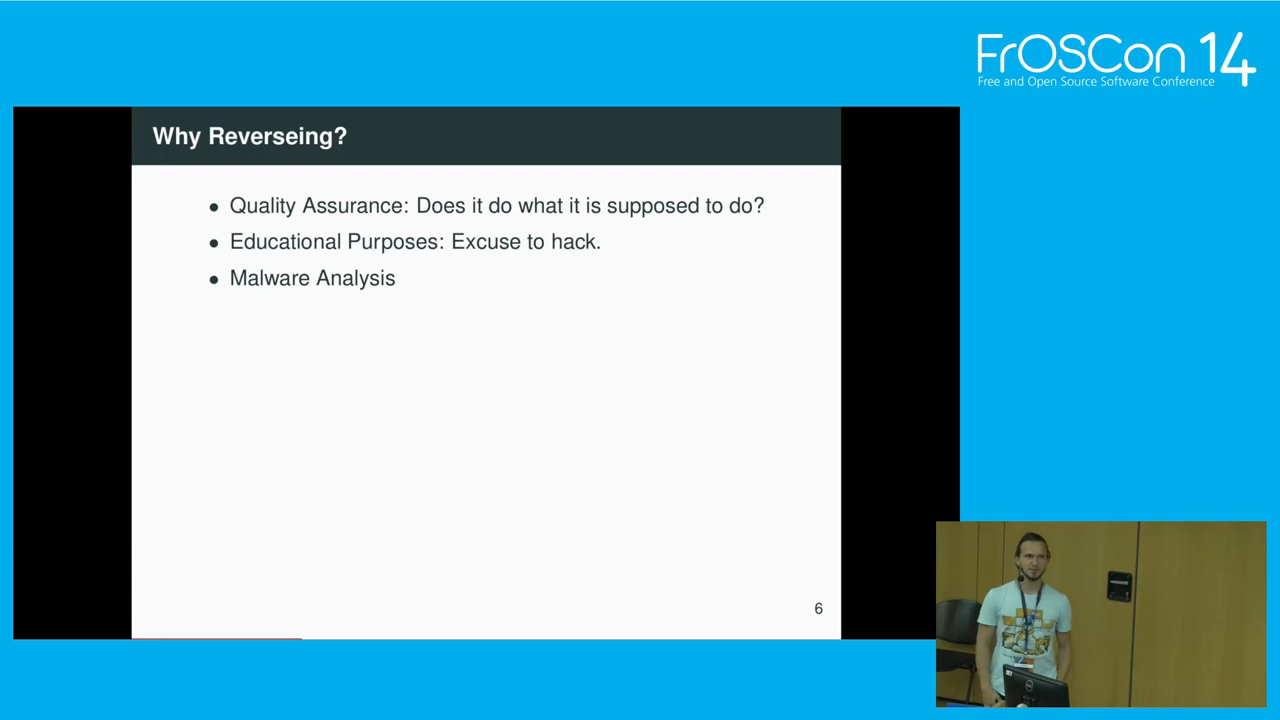 FrOSCon 14
Free and Open Source Software Conference
Why Reverseing?
• Quality Assurance: Does it do what it is supposed to do?
• Educational Purposes: Excuse to hack.
• Malware Analysis
6